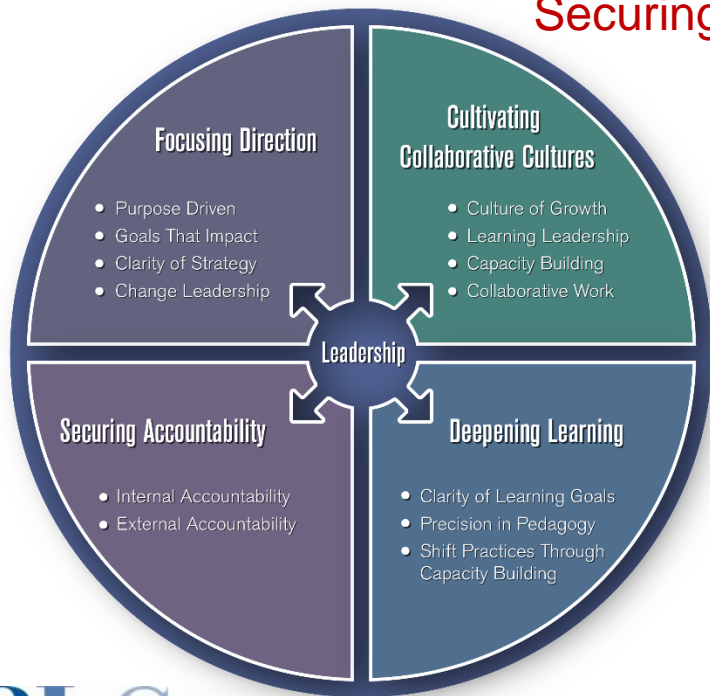 Securing
Focusing Direction
• Purpose Driven
• Goals That Impact
• Clarity of Strategy
• Change Leadership
Cultivating
Collaborative Cultures
• Culture of Growth
• Learning Leadership
• Capacity Building
• Collaborative Work
Leadership
Securing Accountability
• Internal Accountability
• External Accountability
Deepening Learning
• Clarity of Learning Goals
• Precision in Pedagogy
• Shift Practices Through
Capacity Building